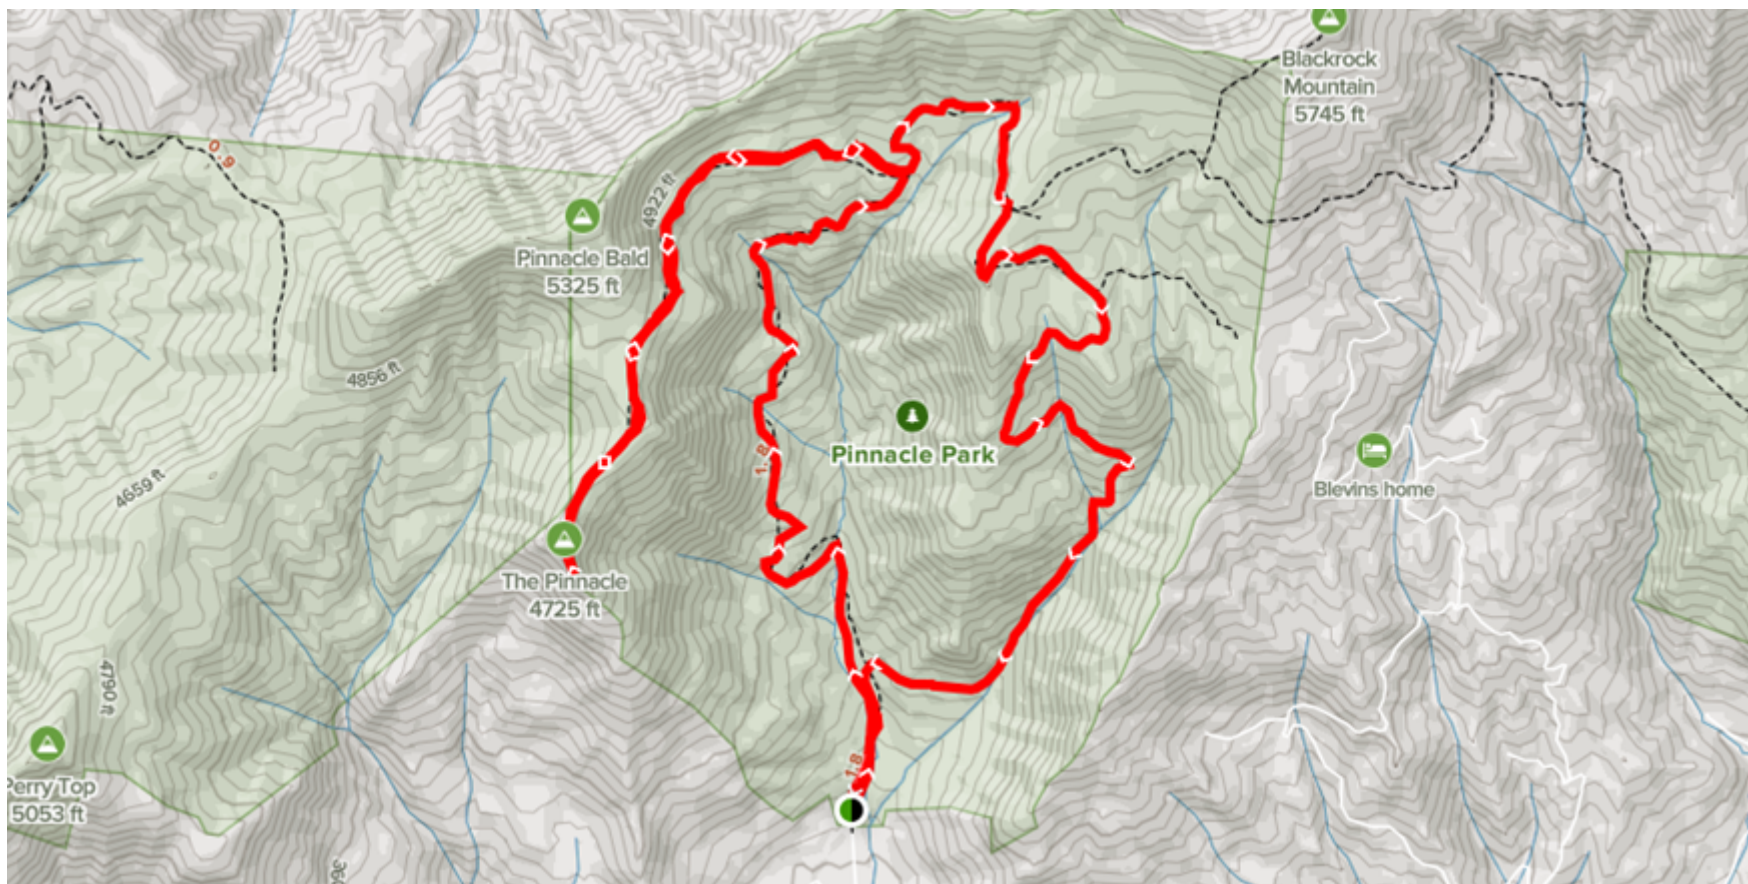 Blackrock
Mountain
5745 ft
0.9
4922 ft
Pinnacle Bald
5325 ft
4856 ft
Pinnacle Park
1.8
4659 ft
Blevins home
The Pinnacle
4725 ft
4790 ft
1.8
Perry Top
5053 ft